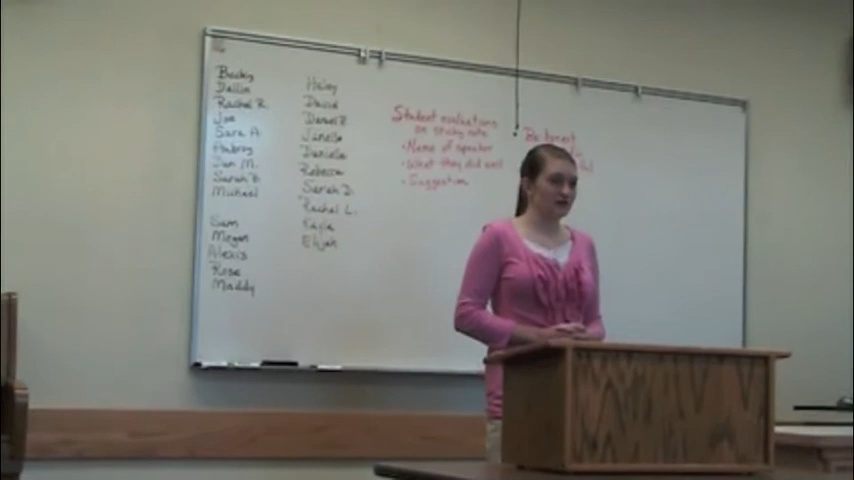 Becky
Dallin
Rachel R.
Joe
Sara A.
Aubrey
Dan M.
Sarah B.
Michael
Sam
Megan
Alexis
Rose
Maddy
Haley
David
Daniel P.
Janelle
Danielle
Rebecca
Sarah D.
Rachel L.
Kayla
Elijah
Student evaluations
on sticky note
• Name of speaker
• What they did well
• Suggestion
Be